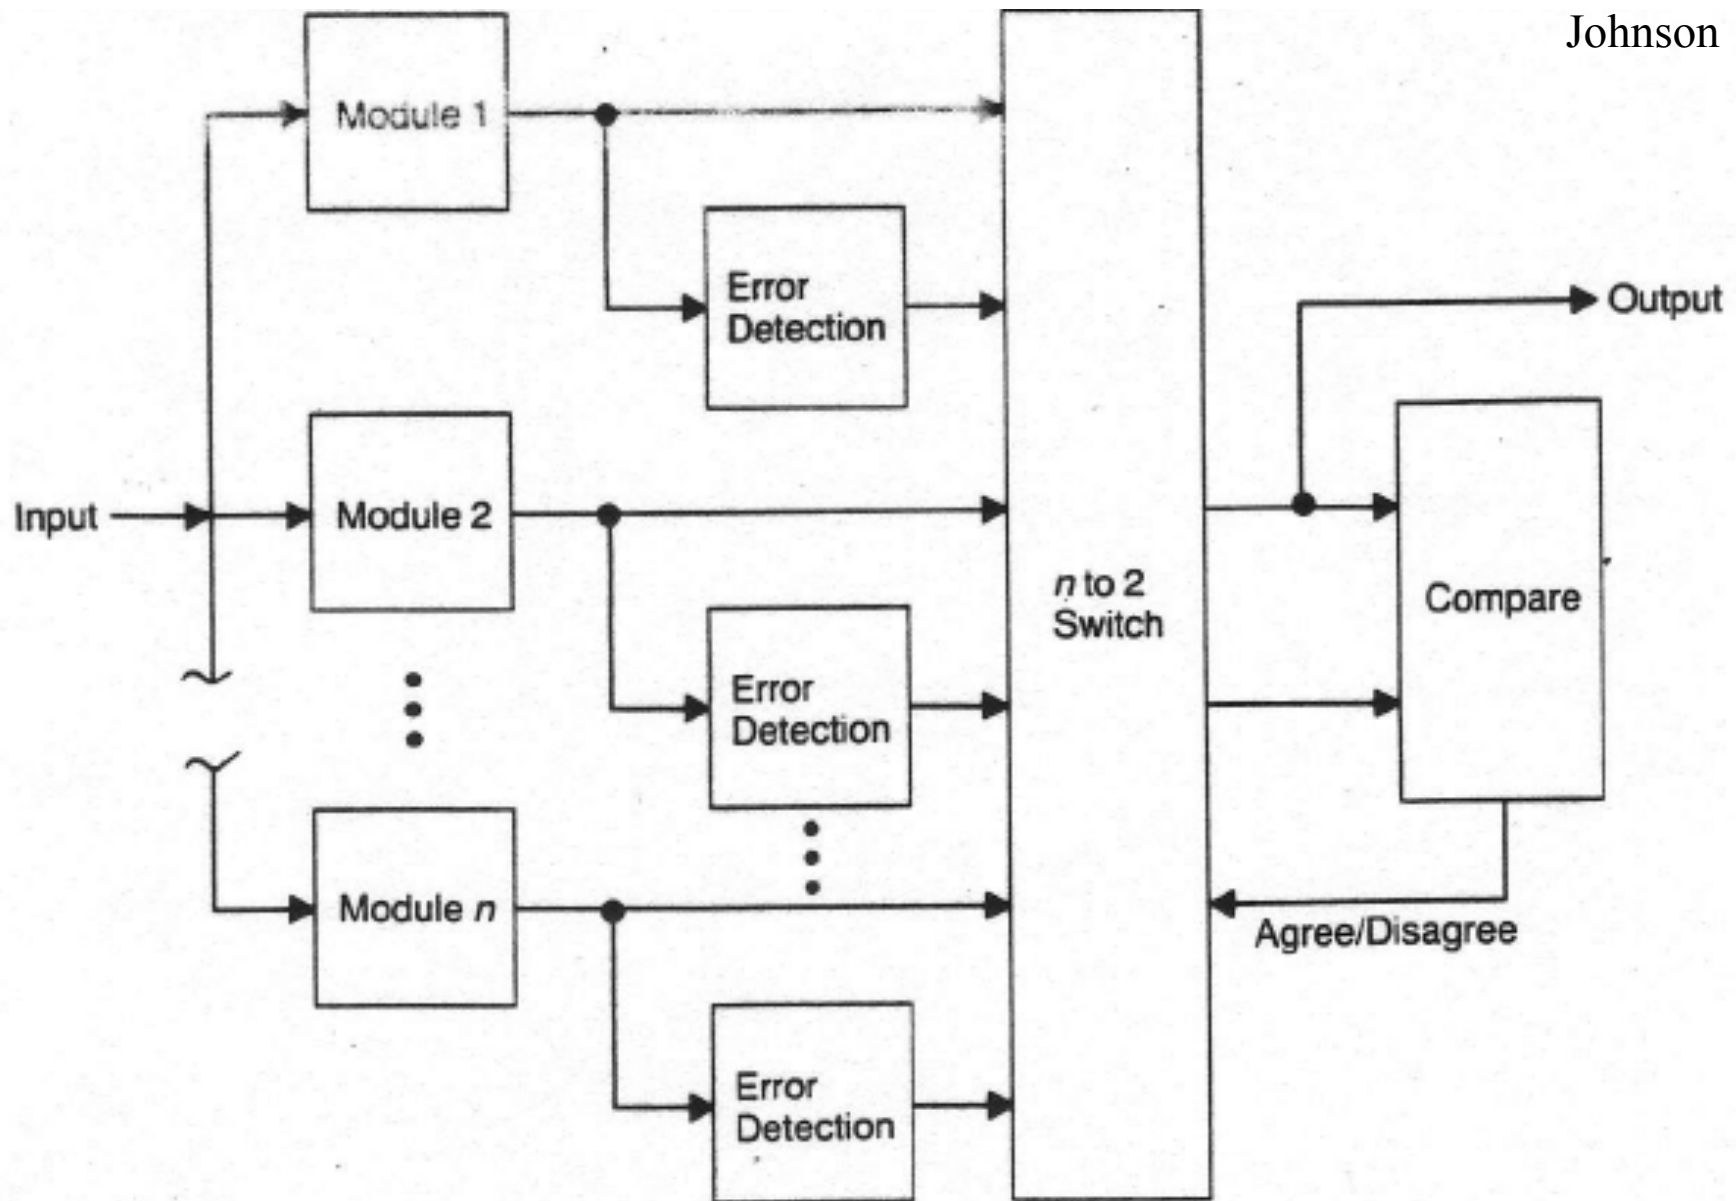 Johnson
Module 1
Error
Detection
Output
Input
Module 2
n to 2
Switch
Compare
Error
Detection
Module n
Agree/Disagree
Error
Detection